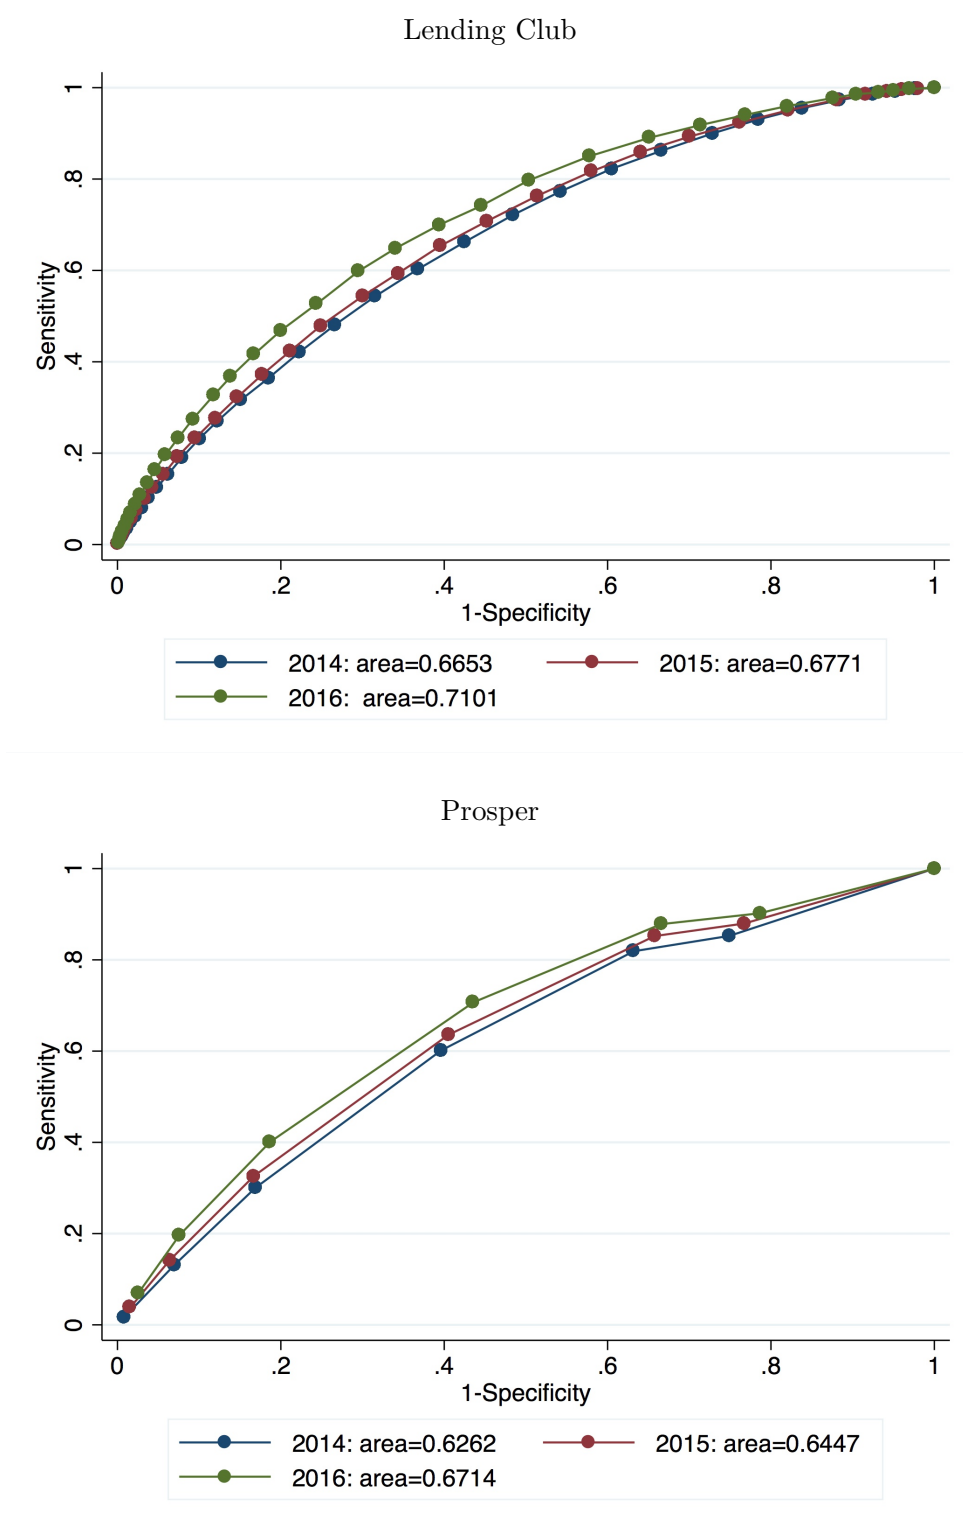 Lending Club
1
.8
.6
.4
.2
0
Sensitivity
0 .2 .4 .6 .8 1
1-Specificity
2014: area=0.6653 2015: area=0.6771
2016:  area=0.7101
Prosper
1
.8
.6
.4
.2
0
Sensitivity
0 .2 .4 .6 .8 1
1-Specificity
2014: area=0.6262 2015: area=0.6447
2016: area=0.6714